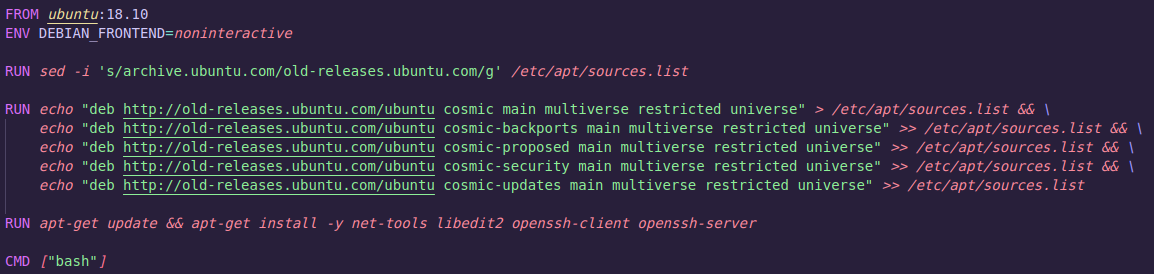 FROM ubuntu:18.10
ENV DEBIAN_FRONTEND=noninteractive
RUN sed -i 's/archive.ubuntu.com/old-releases.ubuntu.com/g' /etc/apt/sources.list
RUN echo "deb http://old-releases.ubuntu.com/ubuntu cosmic main multiverse restricted universe" > /etc/apt/sources.list && \
echo "deb http://old-releases.ubuntu.com/ubuntu cosmic-backports main multiverse restricted universe" >> /etc/apt/sources.list && \
echo "deb http://old-releases.ubuntu.com/ubuntu cosmic-proposed main multiverse restricted universe" >> /etc/apt/sources.list && \
echo "deb http://old-releases.ubuntu.com/ubuntu cosmic-security main multiverse restricted universe" >> /etc/apt/sources.list && \
echo "deb http://old-releases.ubuntu.com/ubuntu cosmic-updates main multiverse restricted universe" >> /etc/apt/sources.list
RUN apt-get update && apt-get install -y net-tools libedit2 openssh-client openssh-server
CMD ["bash"]